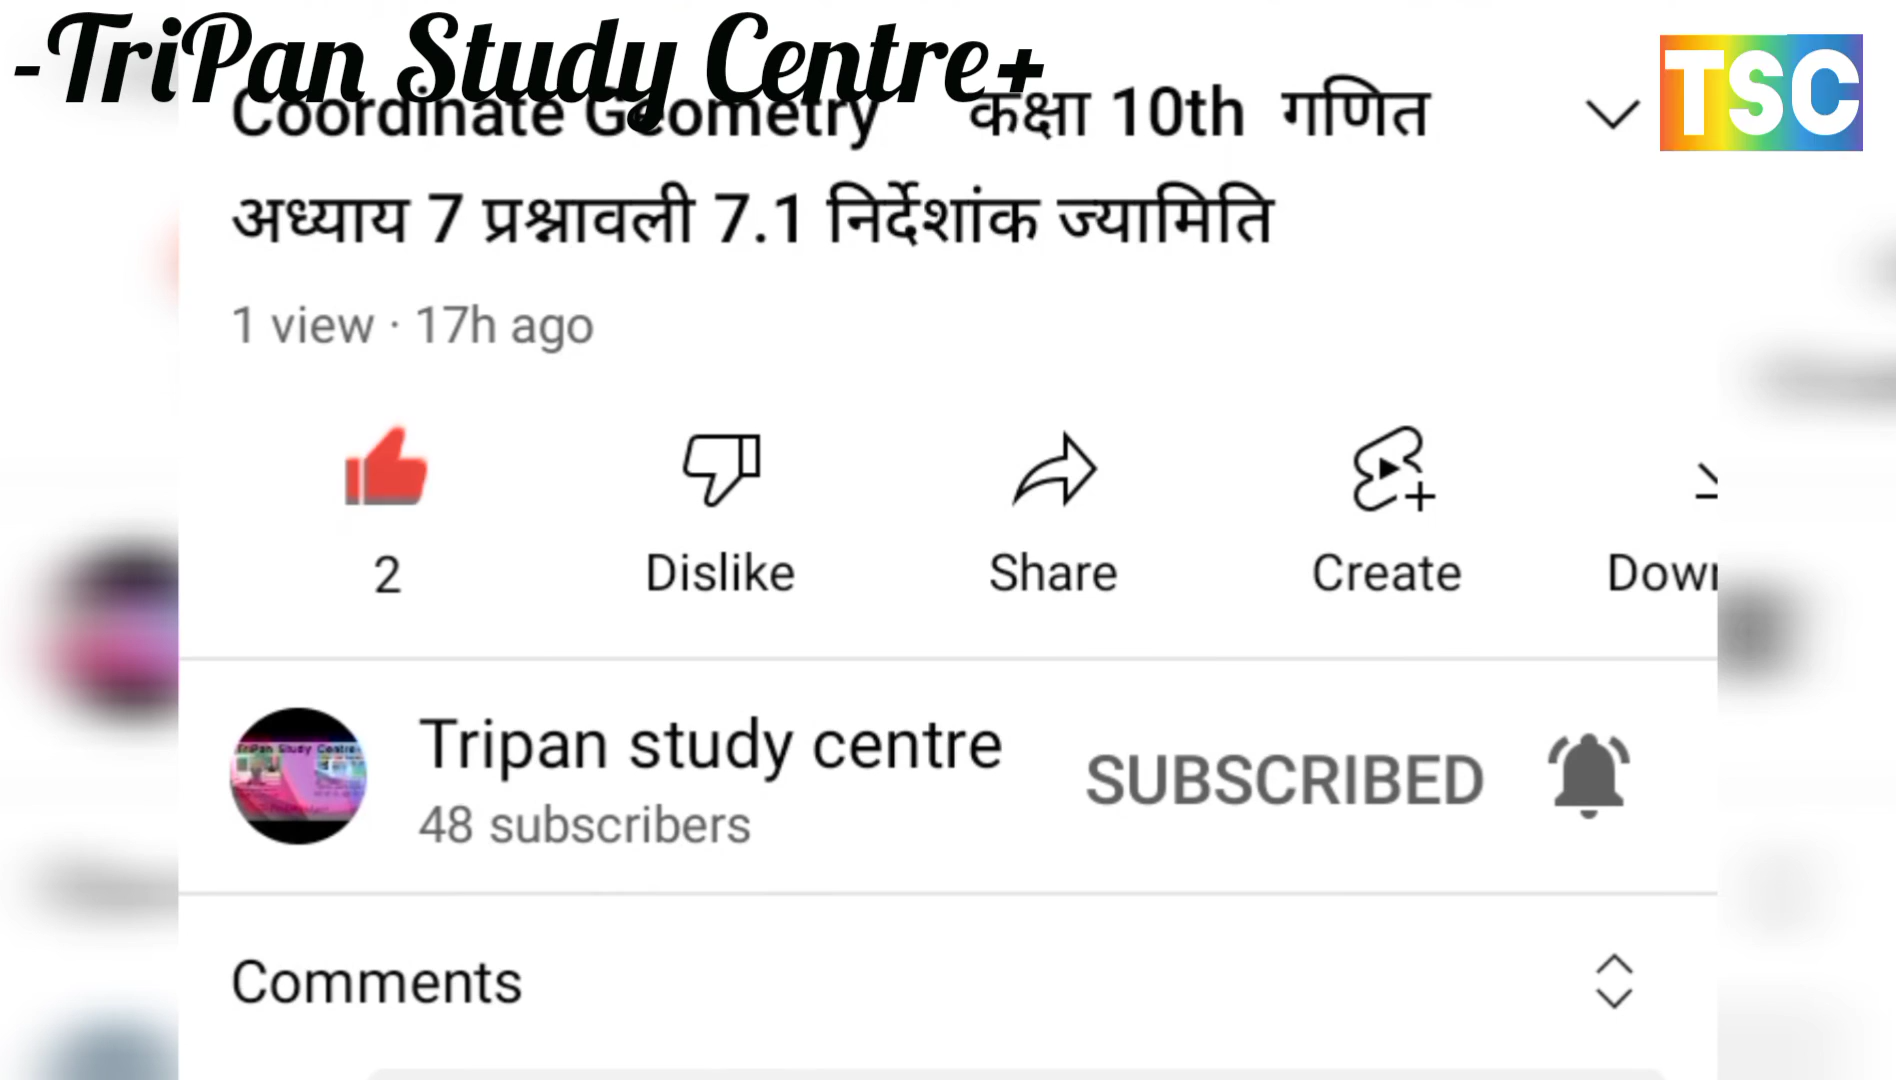 -TriPan Study Centre+
TSC
Coordinate Geometry कक्षा 10th गणित
अध्याय 7 प्रश्नावली 7.1 निर्देशांक ज्यामिति
1 view · 17h ago
2 Dislike Share Create Down
Tripan study centre
SUBSCRIBED
48 subscribers
Comments